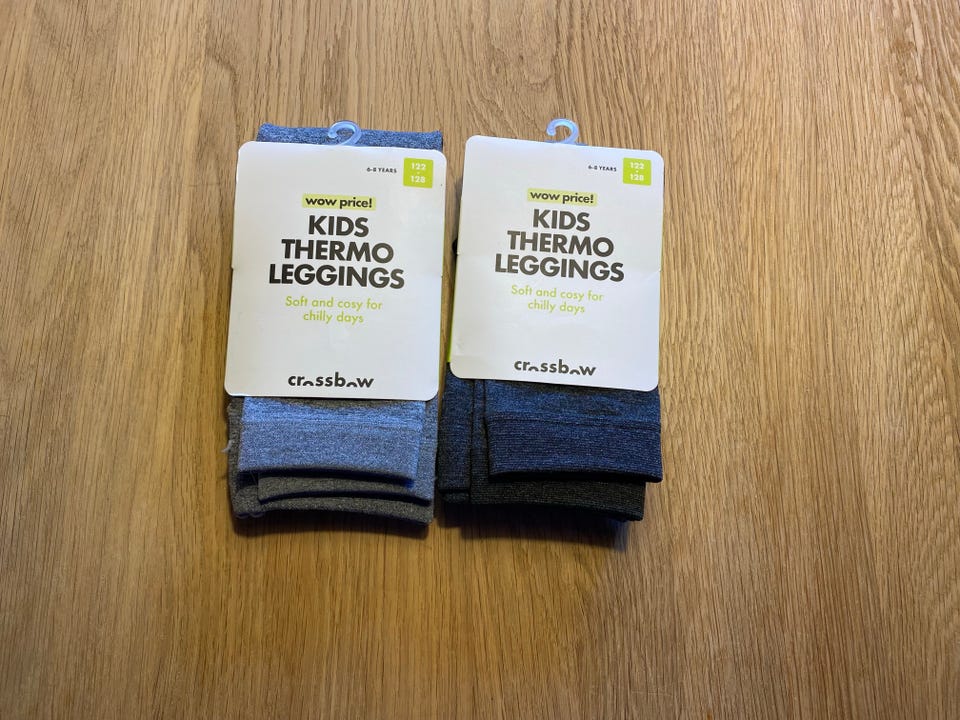 6-8 YEARS
122
-
128
wow price!
KIDS
THERMO
LEGGINGS
Soft and cosy for
chilly days
crossbow
6-8 YEARS
122
-
128
wow price!
KIDS
THERMO
LEGGINGS
Soft and cosy for
chilly days
crossbow